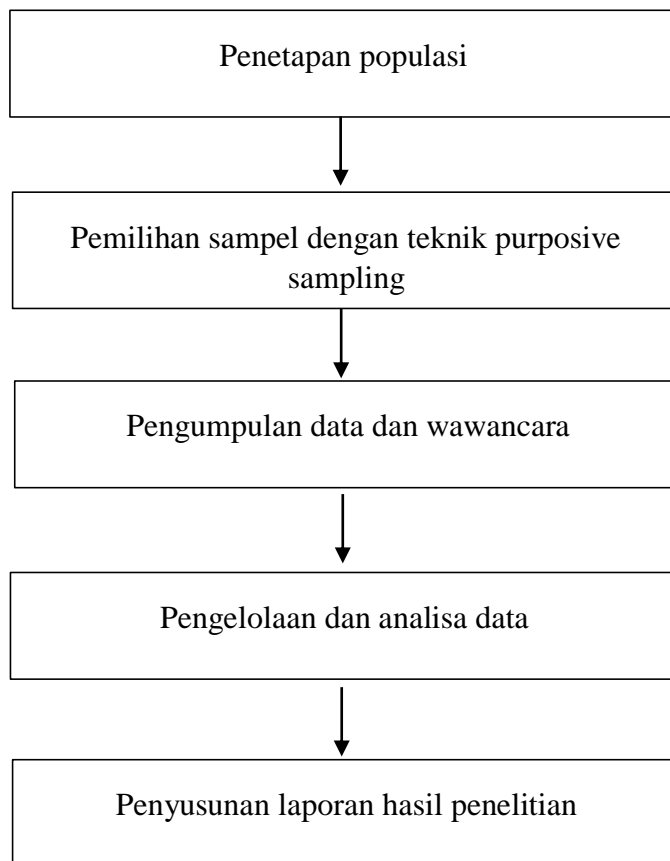 Penetapan populasi
Pemilihan sampel dengan teknik purposive
sampling
Pengumpulan data dan wawancara
Pengelolaan dan analisa data
Penyusunan laporan hasil penelitian